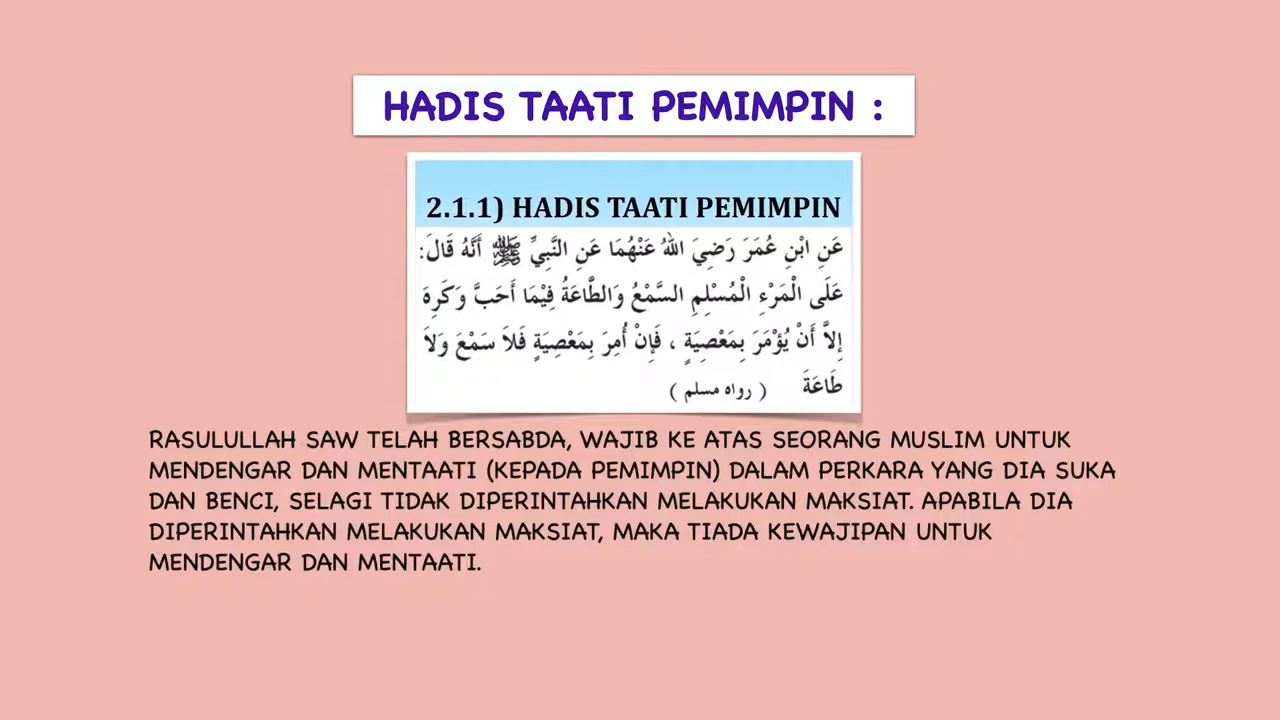 HADIS TAATI PEMIMPIN :
2.1.1) HADIS TAATI PEMIMPIN
عَنِ ابْنِ عُمَرَ رَضِيَ اللهُ عَنْهُمَا عَنِ النَّبِيِّ ﷺ أَنَّهُ قَالَ:
عَلَى الْمَرْءِ الْمُسْلِمِ السَّمْعُ وَالطَّاعَةُ فِيْمَا أَحَبَّ وَكَرِهَ
إِلاَّ أَنْ يُؤْمَرَ بِمَعْصِيَةٍ ، فَإِنْ أُمِرَ بِمَعْصِيَةٍ فَلاَ سَمْعَ وَلاَ
طَاعَةَ ( رواه مسلم )
RASULULLAH SAW TELAH BERSABDA, WAJIB KE ATAS SEORANG MUSLIM UNTUK
MENDENGAR DAN MENTAATI (KEPADA PEMIMPIN) DALAM PERKARA YANG DIA SUKA
DAN BENCI, SELAGI TIDAK DIPERINTAHKAN MELAKUKAN MAKSIAT. APABILA DIA
DIPERINTAHKAN MELAKUKAN MAKSIAT, MAKA TIADA KEWAJIPAN UNTUK
MENDENGAR DAN MENTAATI.